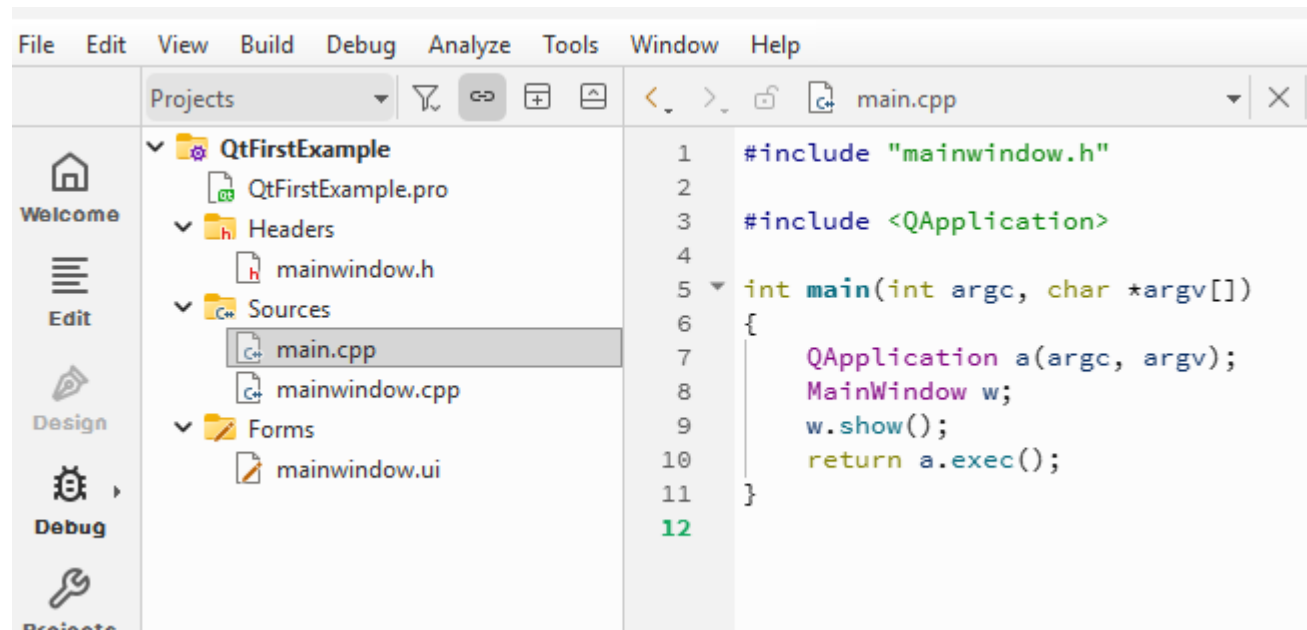 File Edit View Build Debug Analyze Tools Window Help
Projects
main.cpp
Welcome
Edit
Design
Debug
QtFirstExample
QtFirstExample.pro
Headers
mainwindow.h
Sources
main.cpp
mainwindow.cpp
Forms
mainwindow.ui
1 #include "mainwindow.h"
2
3 #include <QApplication>
4
5 int main(int argc, char *argv[])
6 {
7 QApplication a(argc, argv);
8 MainWindow w;
9 w.show();
10 return a.exec();
11 }
12